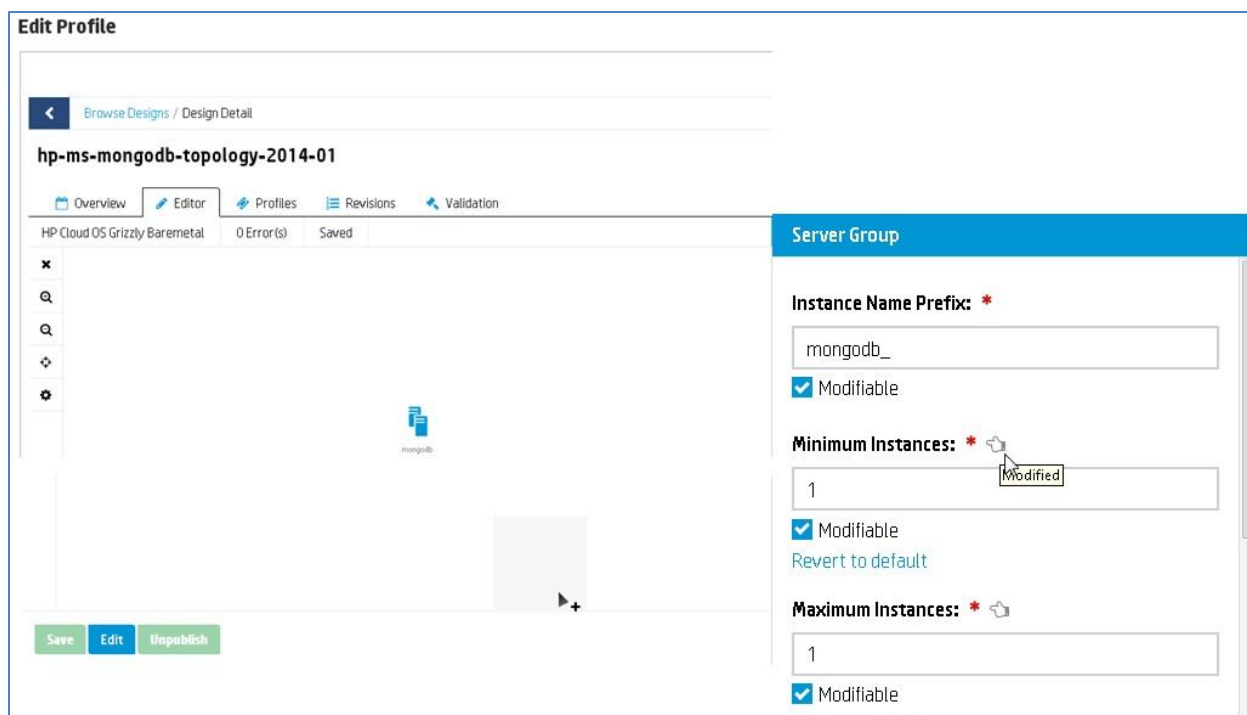 Edit Profile
Browse Designs / Design Detail
hp-ms-mongodb-topology-2014-01
Overview Editor Profiles Revisions Validation
HP Cloud OS Grizzly Baremetal 0 Error(s) Saved
mongodb
Save Edit Unpublish
Server Group
Instance Name Prefix: *
mongodb_
Modifiable
Minimum Instances: *
Modified
1
Modifiable
Revert to default
Maximum Instances: *
1
Modifiable